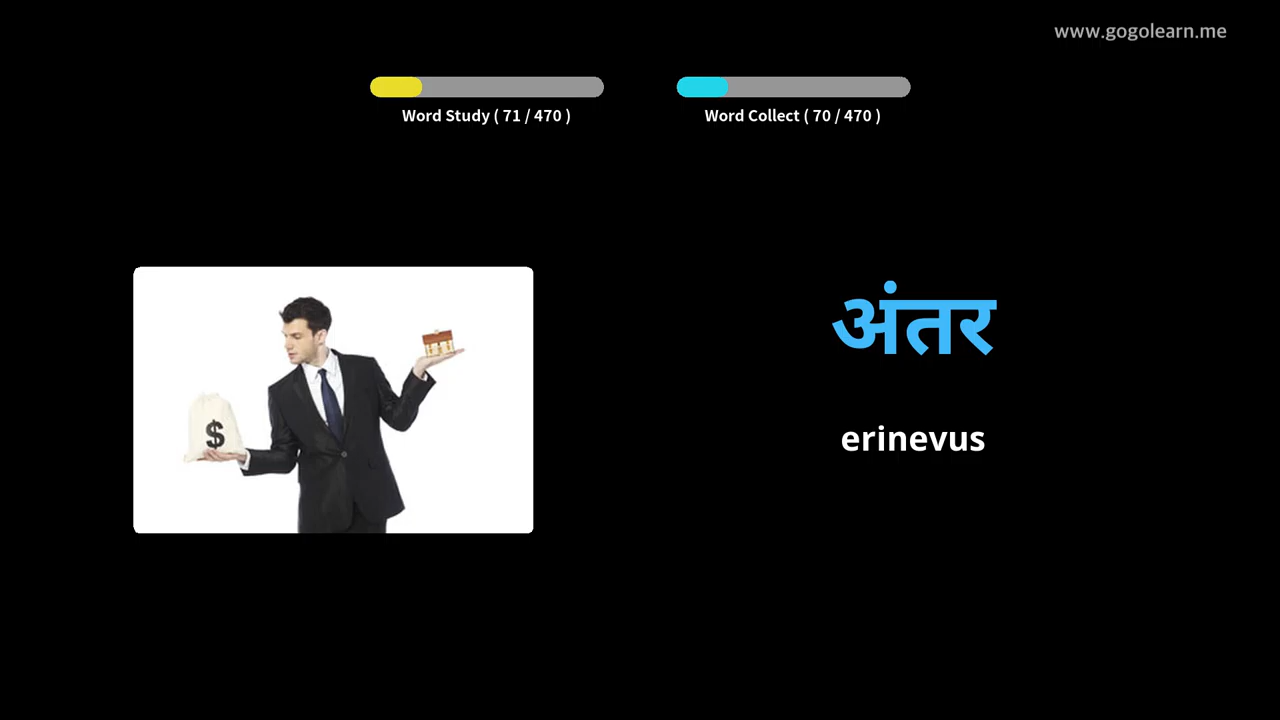 www.gogolearn.me
Word Study ( 71 / 470 )
Word Collect ( 70 / 470 )
अंतर
$
erinevus